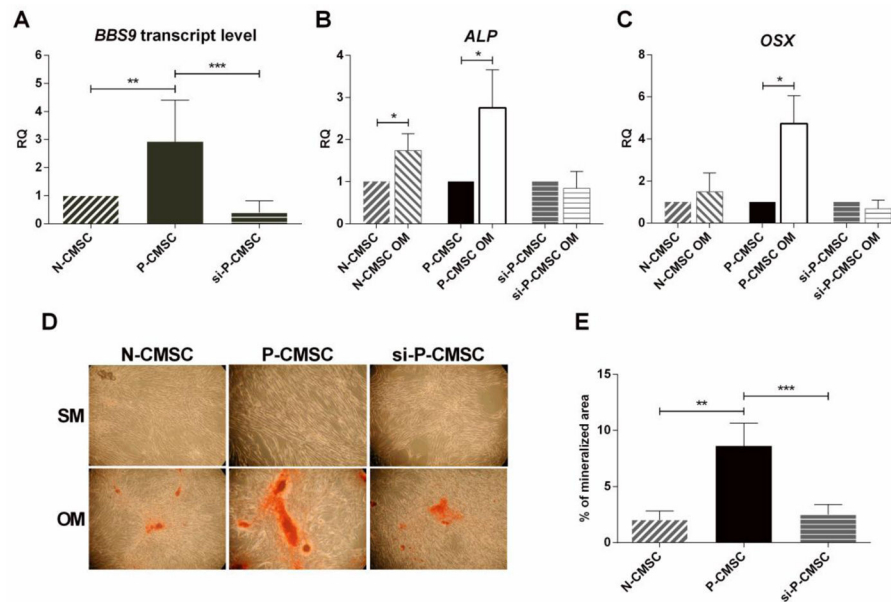 A
BBS9 transcript level
** ***
RQ
6
5
4
3
2
1
0
N-CMSC
P-CMSC
si-P-CMSC
B
ALP
*
*
RQ
4
3
2
1
0
N-CMSC
N-CMSC OM
P-CMSC
P-CMSC OM
si-P-CMSC
si-P-CMSC OM
C
OSX
*
RQ
8
6
4
2
0
N-CMSC
N-CMSC OM
P-CMSC
P-CMSC OM
si-P-CMSC
si-P-CMSC OM
D
N-CMSC P-CMSC si-P-CMSC
SM
OM
E
** ***
% of mineralized area
15
10
5
0
N-CMSC
P-CMSC
si-P-CMSC